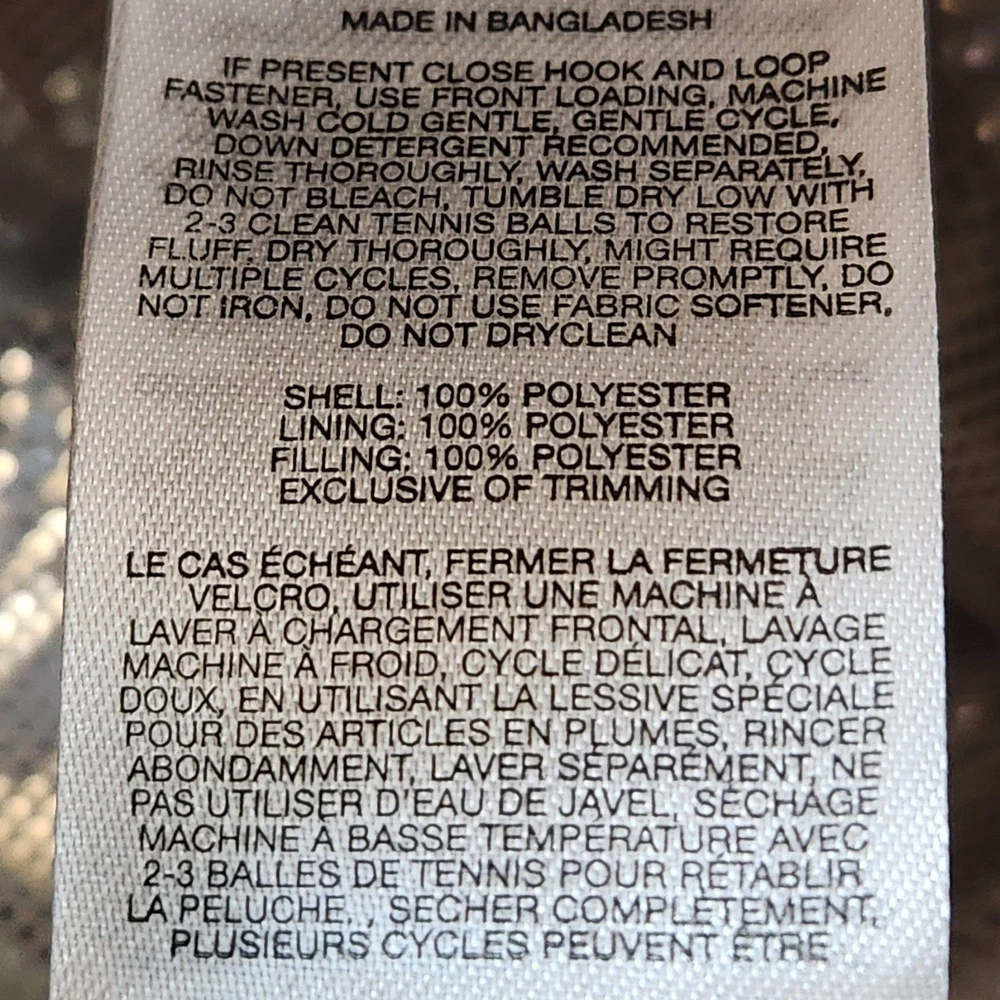 MADE IN BANGLADESH
IF PRESENT CLOSE HOOK AND LOOP
FASTENER, USE FRONT LOADING, MACHINE
WASH COLD GENTLE, GENTLE CYCLE,
DOWN DETERGENT RECOMMENDED,
RINSE THOROUGHLY, WASH SEPARATELY,
DO NOT BLEACH, TUMBLE DRY LOW WITH
2-3 CLEAN TENNIS BALLS TO RESTORE
FLUFF. DRY THOROUGHLY, MIGHT REQUIRE
MULTIPLE CYCLES, REMOVE PROMPTLY, DO
NOT IRON, DO NOT USE FABRIC SOFTENER,
DO NOT DRYCLEAN
SHELL: 100% POLYESTER
LINING: 100% POLYESTER
FILLING: 100% POLYESTER
EXCLUSIVE OF TRIMMING
LE CAS ÉCHÉANT, FERMER LA FERMETURE
VELCRO, UTILISER UNE MACHINE À
LAVER À CHARGEMENT FRONTAL, LAVAGE
MACHINE À FROID, CYCLE DÉLICAT, CYCLE
DOUX, EN UTILISANT LA LESSIVE SPÉCIALE
POUR DES ARTICLES EN PLUMES, RINCER
ABONDAMMENT, LAVER SÉPARÉMENT, NE
PAS UTILISER D'EAU DE JAVEL, SÉCHAGE
MACHINE À BASSE TEMPÉRATURE AVEC
2-3 BALLES DE TENNIS POUR RÉTABLIR
LA PELUCHE, , SECHER COMPLÈTEMENT,
PLUSIEURS CYCLES PEUVENT ÊTRE